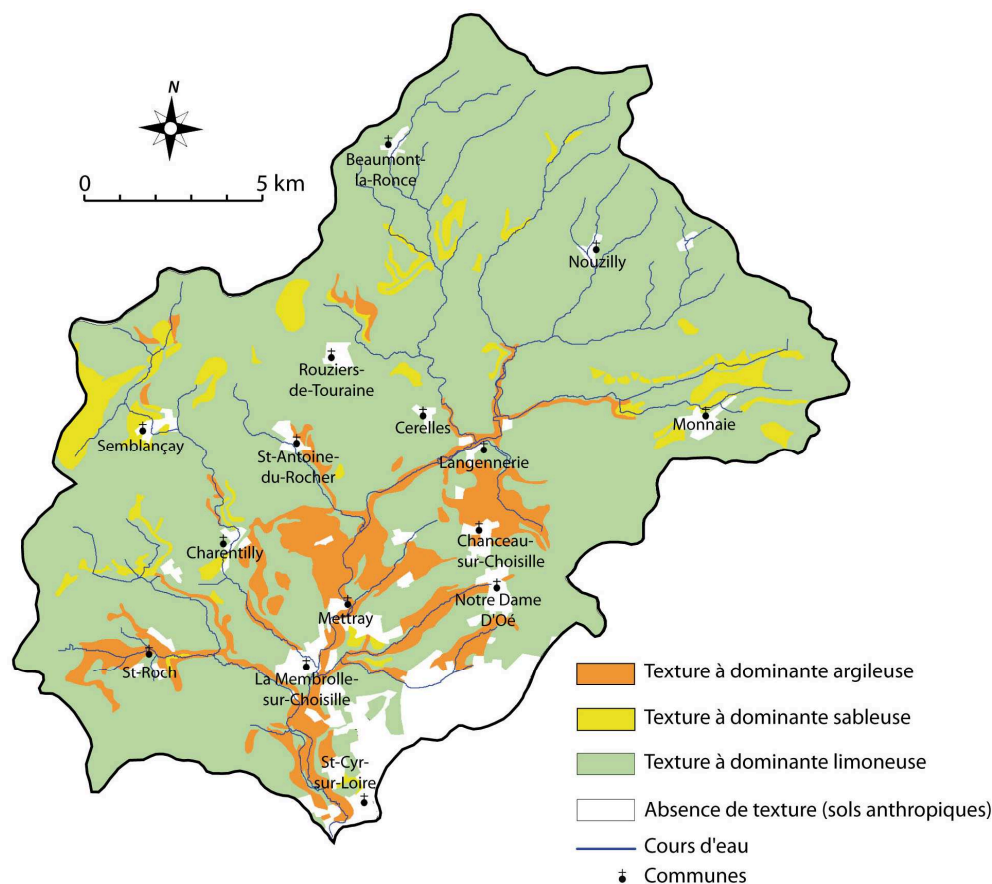 N
0
5 km
Beaumont-
la-Ronce
Nouzilly
Rouziers-
de-Touraine
Cerelles
Monnaie
Semblançay
St-Antoine-
du-Rocher
Langennerie
Charentilly
Chanceau-
sur-Choisille
Mettray
Notre Dame
D'Oé
St-Roch
La Membrolle-
sur-Choisille
St-Cyr-
sur-Loire
Texture à dominante argileuse
Texture à dominante sableuse
Texture à dominante limoneuse
Absence de texture (sols anthropiques)
Cours d'eau
Communes